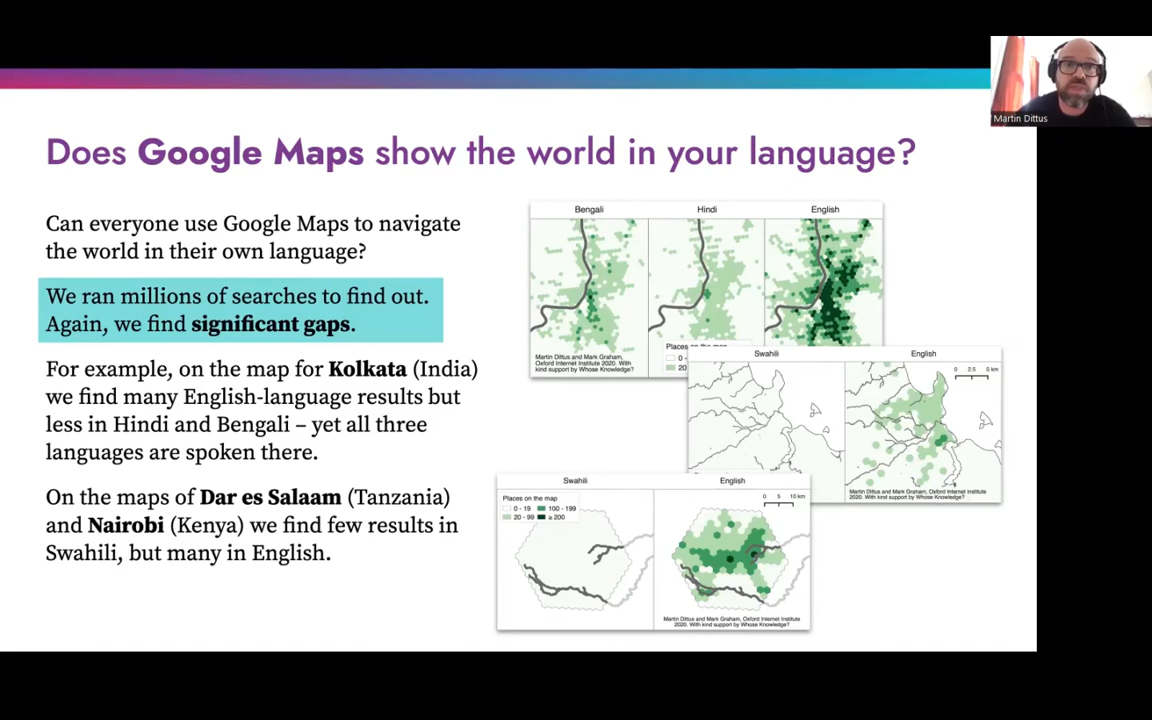 Martin Dittus
Does Google Maps show the world in your language?
Can everyone use Google Maps to navigate
the world in their own language?
We ran millions of searches to find out.
Again, we find significant gaps.
For example, on the map for Kolkata (India)
we find many English-language results but
less in Hindi and Bengali – yet all three
languages are spoken there.
On the maps of Dar es Salaam (Tanzania)
and Nairobi (Kenya) we find few results in
Swahili, but many in English.
Bengali Hindi English
Martin Dittus and Mark Graham,
Oxford Internet Institute 2020. With
kind support by Whose Knowledge?
Places on the map
0 -
20
Swahili English
0 2.5 5 km
Martin Dittus and Mark Graham, Oxford Internet Institute
2020. With kind support by Whose Knowledge?
Swahili English
Places on the map
0 - 19 100 - 199
20 - 99 ≥ 200
0 5 10 km
Martin Dittus and Mark Graham, Oxford Internet Institute
2020. With kind support by Whose Knowledge?